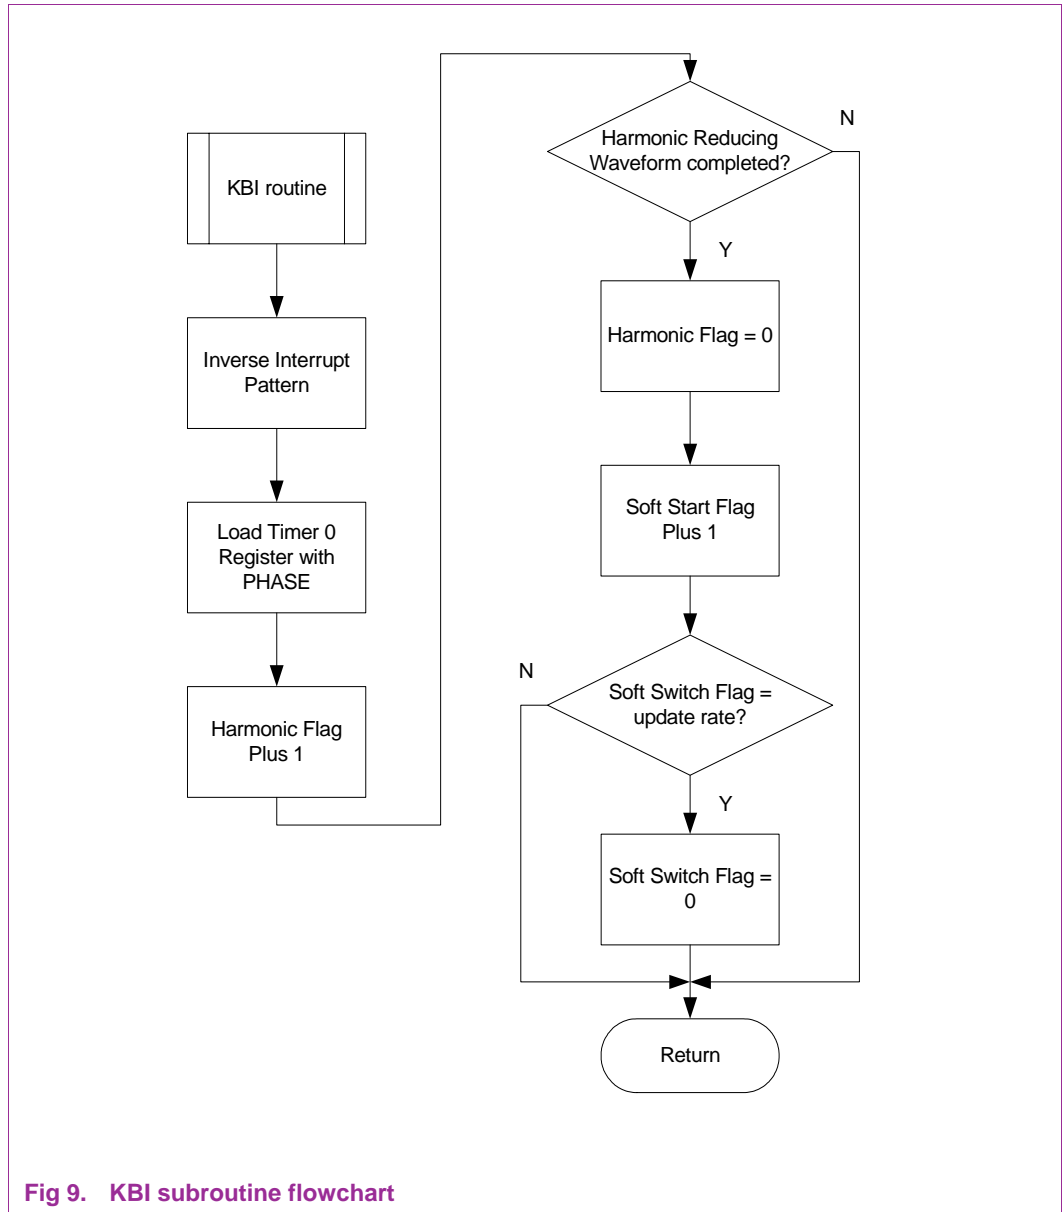 KBI routine
Inverse Interrupt
Pattern
Load Timer 0
Register with
PHASE
Harmonic Flag
Plus 1
Harmonic Reducing
Waveform completed?
N
Y
Harmonic Flag = 0
Soft Start Flag
Plus 1
Soft Switch Flag =
update rate?
N
Y
Soft Switch Flag =
0
Return
Fig 9. KBI subroutine flowchart